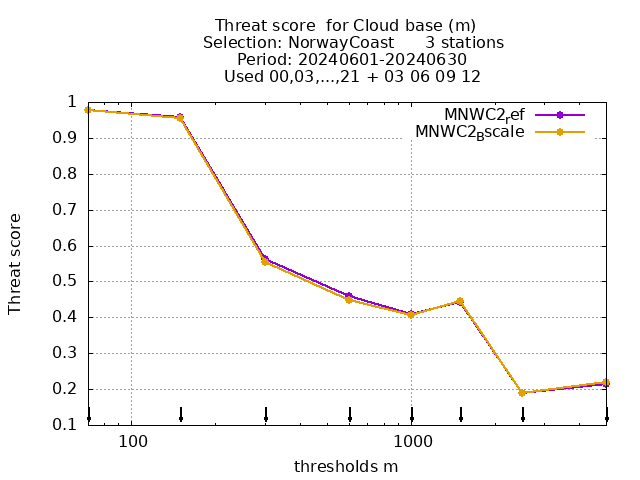 Threat score  for Cloud base (m)
Selection: NorwayCoast      3 stations
Period: 20240601-20240630
Used 00,03,...,21 + 03 06 09 12
MNWC2ref
MNWC2Bscale
1
0.9
0.8
0.7
0.6
0.5
0.4
0.3
0.2
0.1
Threat score
100 1000
thresholds m